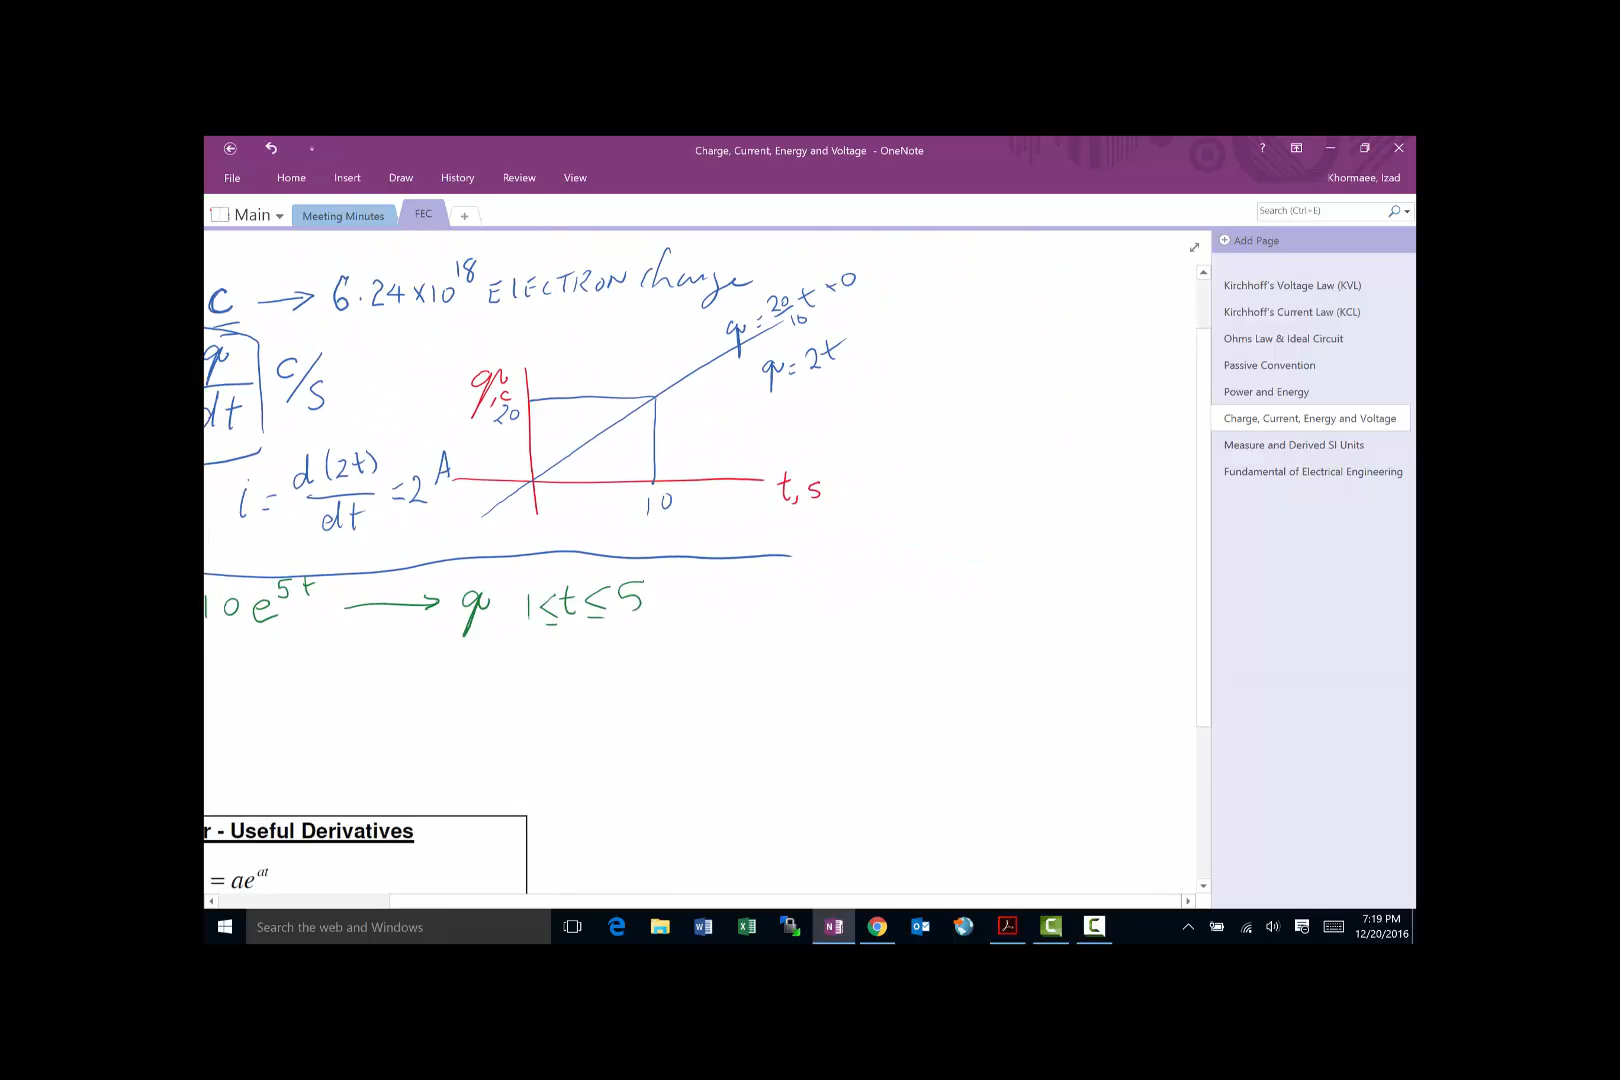 Charge, Current, Energy and Voltage - OneNote
?
File Home Insert Draw History Review View
Khormaee, Izad
Main Meeting Minutes FEC +
Search (Ctrl+E)
Add Page
Kirchhoff's Voltage Law (KVL)
Kirchhoff's Current Law (KCL)
Ohms Law & Ideal Circuit
Passive Convention
Power and Energy
Charge, Current, Energy and Voltage
Measure and Derived SI Units
Fundamental of Electrical Engineering
C → 6.24×10^18 ELECTRON charge
q = 20/10 t + 0
q = 2t
q/dt C/S
q, c
20
10
t, s
i = d(2t)/dt = 2 A
10e^5t → q 1≤t≤5
r - Useful Derivatives
= ae^at
Search the web and Windows
7:19 PM
12/20/2016